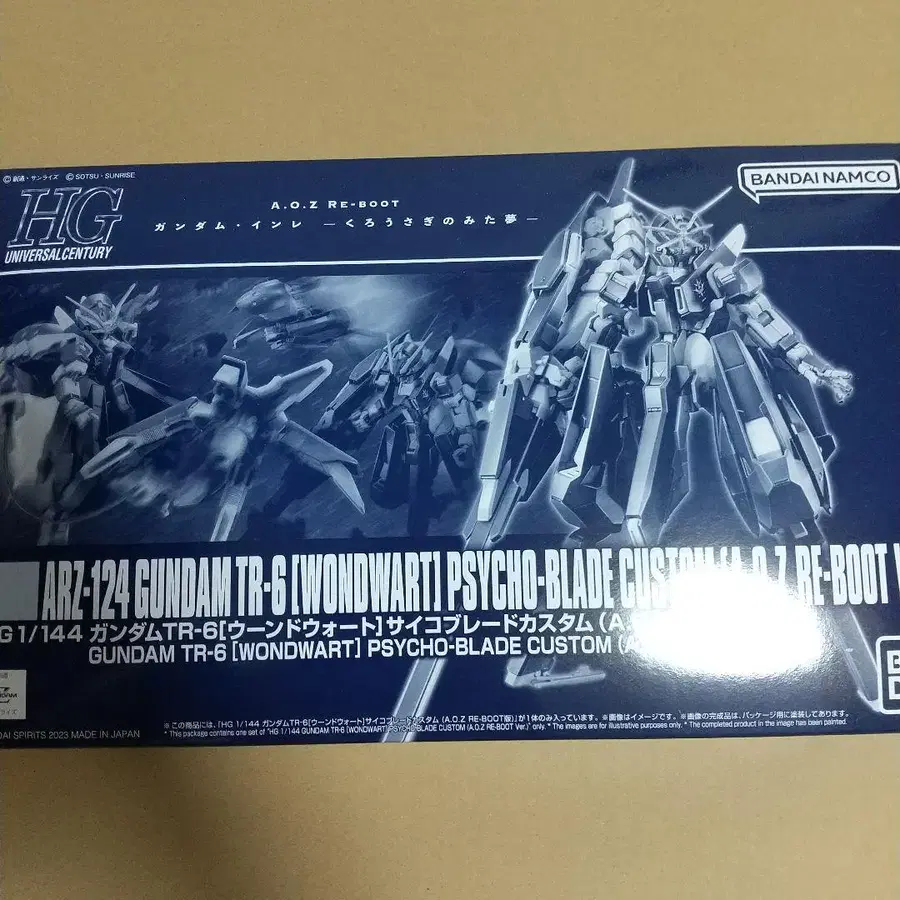 ©創通・サンライズ ©SOTSU・SUNRISE
HG
UNIVERSAL CENTURY
A.O.Z RE-BOOT
ガンダム・インレ ―くろうさぎのみた夢―
BANDAI NAMCO
ARZ-124 GUNDAM TR-6 [WONDWART] PSYCHO-BLADE CUSTOM (A.O.Z RE-BOOT V
G 1/144 ガンダムTR-6[ウーンドウォート]サイコブレードカスタム (A.O
GUNDAM TR-6 [WONDWART] PSYCHO-BLADE CUSTOM (A
※この商品には、「HG 1/144 ガンダムTR-6[ウーンドウォート]サイコブレードカスタム (A.O.Z RE-BOOT版)」が1体のみ入っています。※画像はイメージです。※画像の完成品は、パッケージ用に塗装してあります。
* This package contains one set of "HG 1/144 GUNDAM TR-6 [WONDWART] PSYCHO-BLADE CUSTOM (A.O.Z RE-BOOT Ver.)" only. * The images are for illustrative purposes only. * The completed product in the image has been painted.
DAI SPIRITS 2023 MADE IN JAPAN